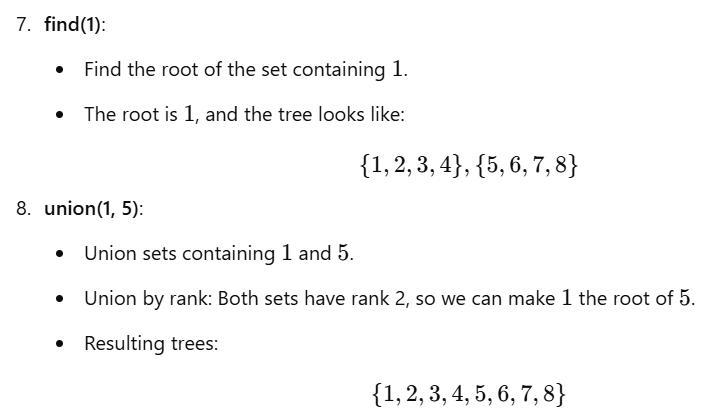 7. find(1):
• Find the root of the set containing 1.
• The root is 1, and the tree looks like:
{1, 2, 3, 4}, {5, 6, 7, 8}
8. union(1, 5):
• Union sets containing 1 and 5.
• Union by rank: Both sets have rank 2, so we can make 1 the root of 5.
• Resulting trees:
{1, 2, 3, 4, 5, 6, 7, 8}